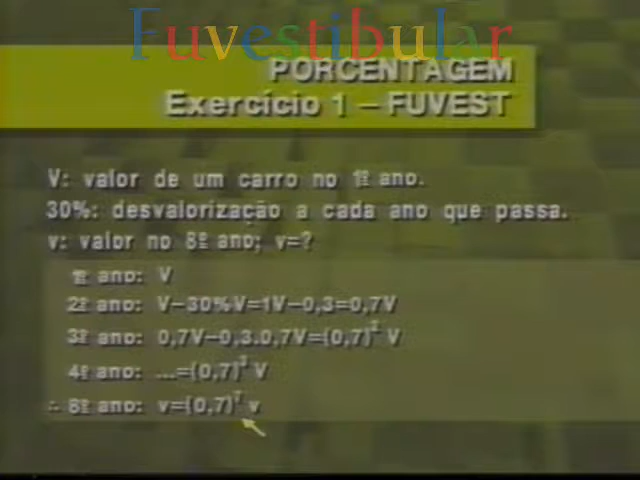 Fuvestibular
PORCENTAGEM
Exercício 1 – FUVEST
V: valor de um carro no 1º ano.
30%: desvalorização a cada ano que passa.
v: valor no 8º ano; v=?
1º ano: V
2º ano: V–30%V=1V–0,3=0,7V
3º ano: 0,7V–0,3.0,7V=(0,7)² V
4º ano: ...=(0,7)³ V
∴ 8º ano: v=(0,7)⁷ v